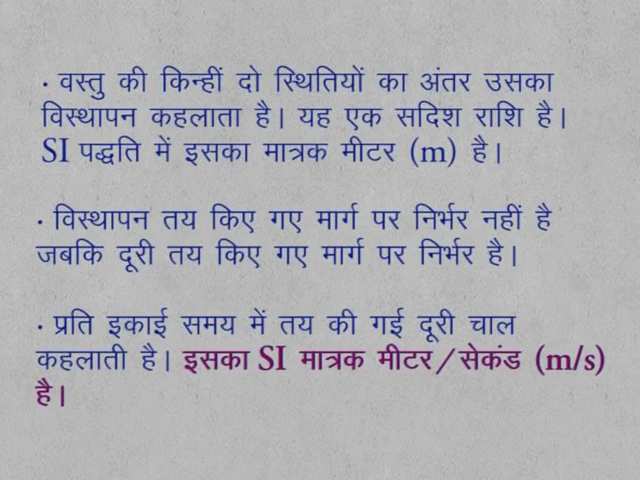 · वस्तु की किन्हीं दो स्थितियों का अंतर उसका
विस्थापन कहलाता है। यह एक सदिश राशि है।
SI पद्धति में इसका मात्रक मीटर (m) है।
· विस्थापन तय किए गए मार्ग पर निर्भर नहीं है
जबकि दूरी तय किए गए मार्ग पर निर्भर है।
· प्रति इकाई समय में तय की गई दूरी चाल
कहलाती है। इसका SI मात्रक मीटर/सेकंड (m/s)
है।